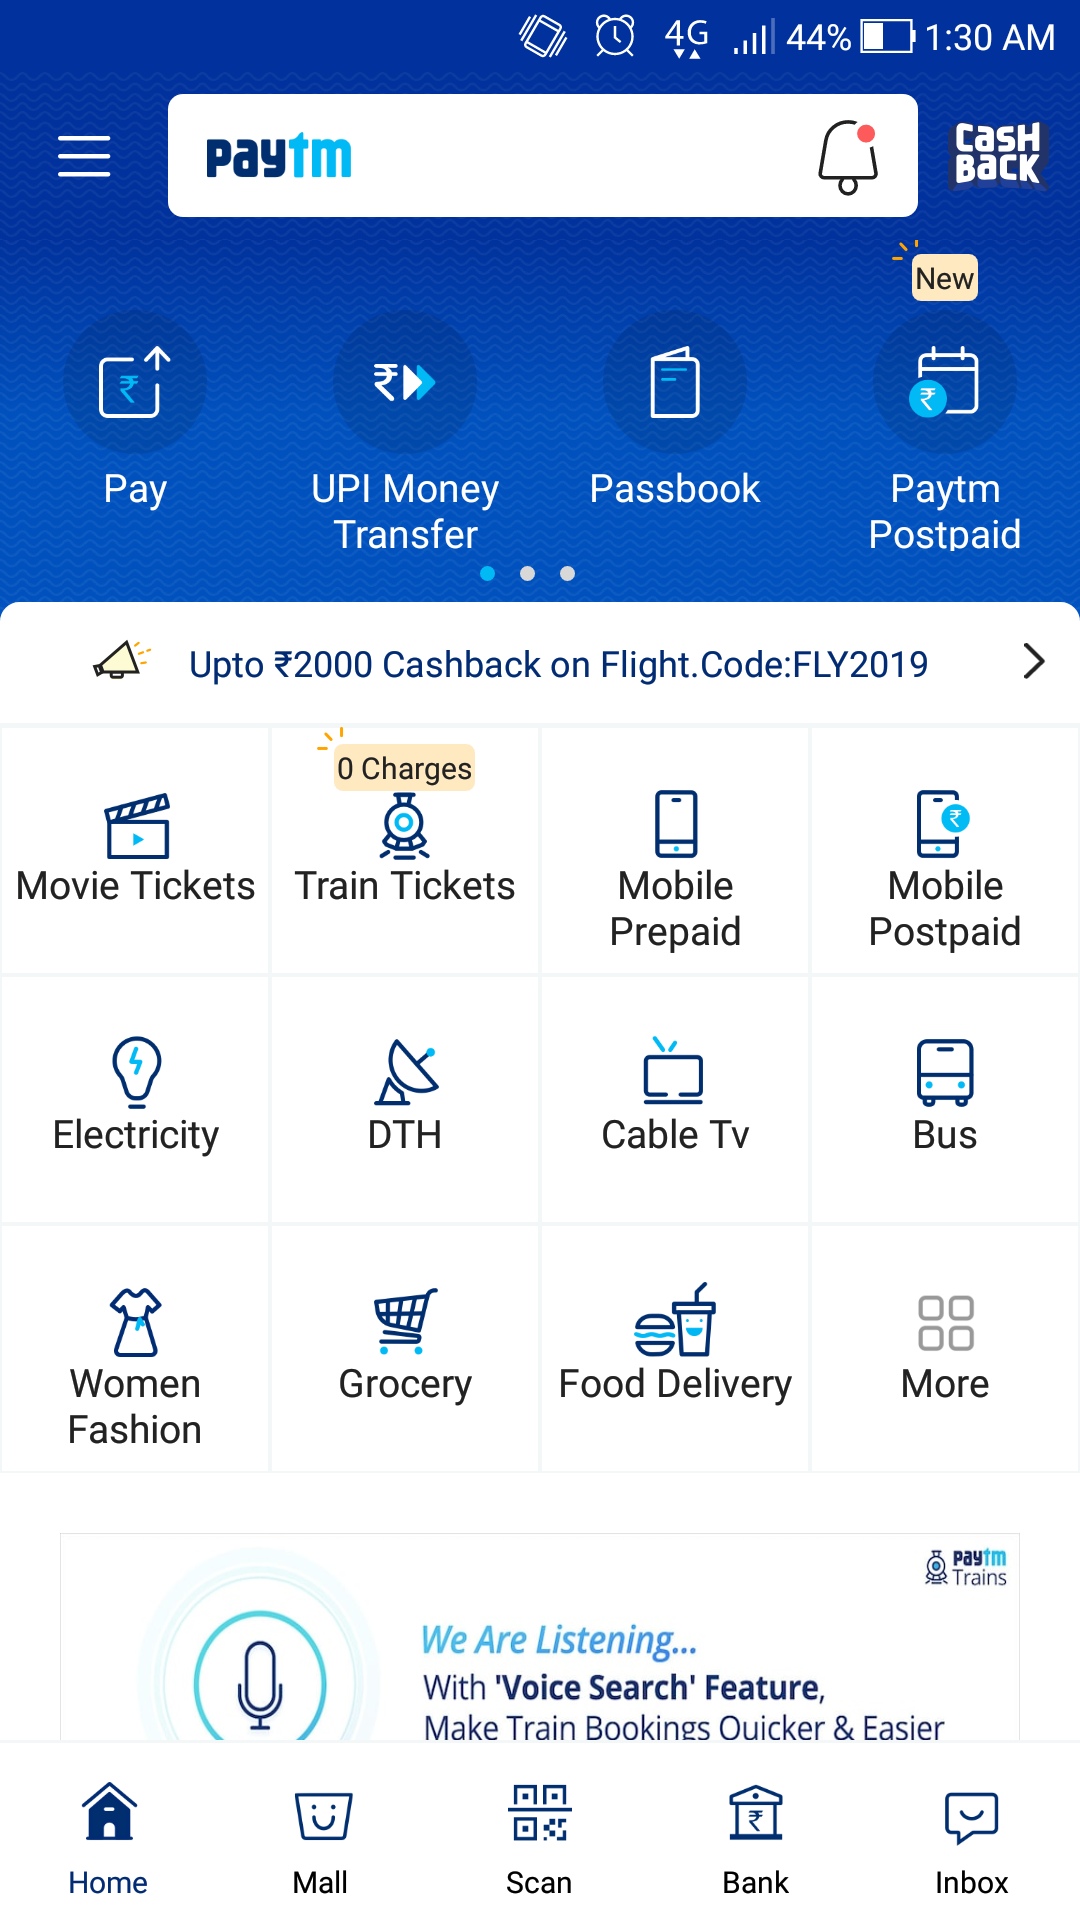 4G 44% 1:30 AM
paytm
CASH
BACK
New
Pay
UPI Money
Transfer
Passbook
Paytm
Postpaid
Upto ₹2000 Cashback on Flight.Code:FLY2019
0 Charges
Movie Tickets
Train Tickets
Mobile
Prepaid
Mobile
Postpaid
Electricity
DTH
Cable Tv
Bus
Women
Fashion
Grocery
Food Delivery
More
paytm
Trains
We Are Listening...
With 'Voice Search' Feature,
Make Train Bookings Quicker & Easier
Home
Mall
Scan
Bank
Inbox